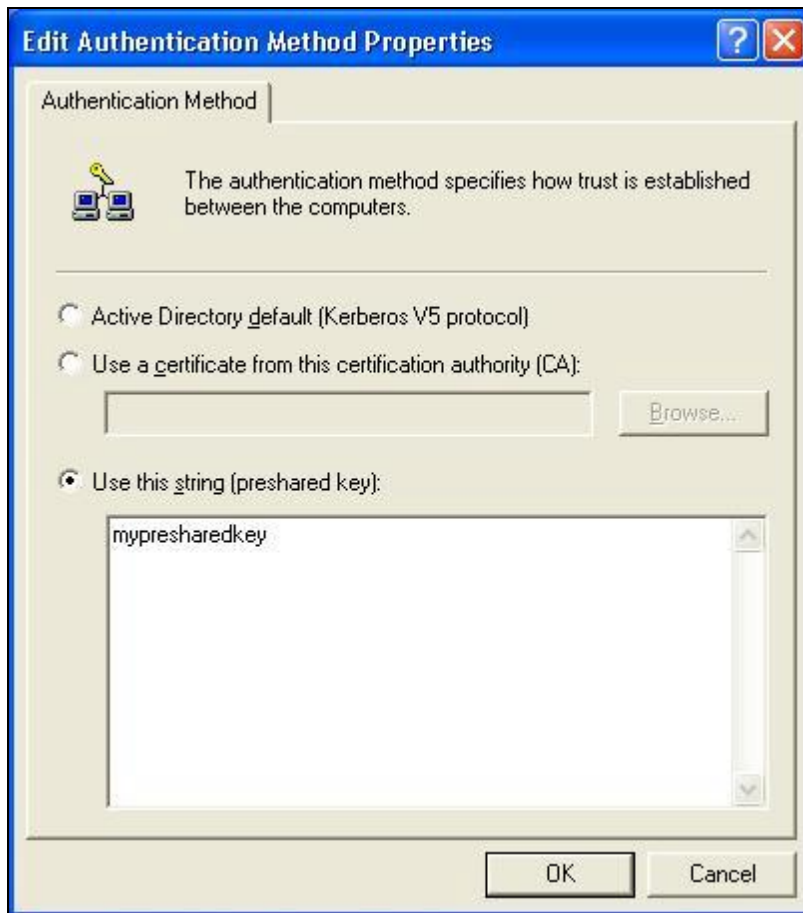 Edit Authentication Method Properties
Authentication Method
The authentication method specifies how trust is established
between the computers.
Active Directory default (Kerberos V5 protocol)
Use a certificate from this certification authority (CA):
Browse...
Use this string (preshared key):
mypresharedkey
OK
Cancel